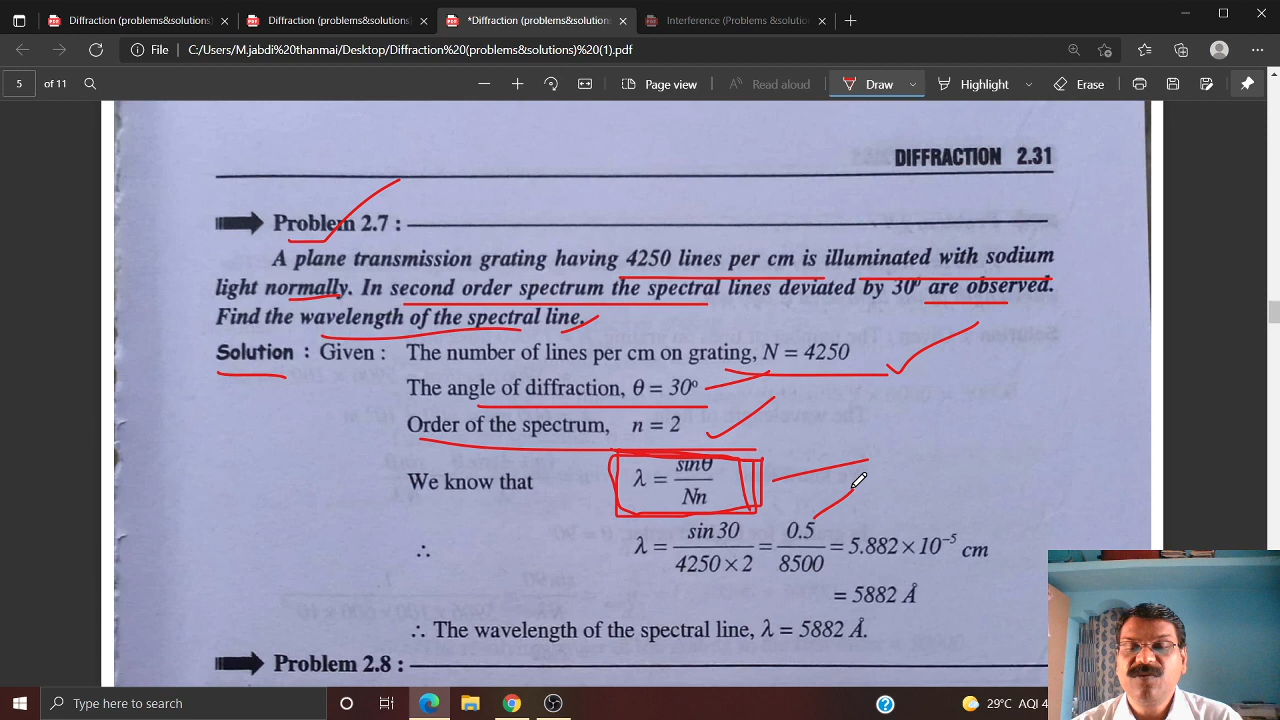 Diffraction (problems&solutions)
Diffraction (problems&solutions)
*Diffraction (problems&solutions
Interference (Problems &solution
File C:/Users/M.jabdi%20thanmai/Desktop/Diffraction%20(problems&solutions)%20(1).pdf
5 of 11 Page view Read aloud Draw Highlight Erase
DIFFRACTION 2.31
Problem 2.7 :
A plane transmission grating having 4250 lines per cm is illuminated with sodium
light normally. In second order spectrum the spectral lines deviated by 30⁰ are observed.
Find the wavelength of the spectral line.
Solution : Given : The number of lines per cm on grating, N = 4250
The angle of diffraction, θ = 30º
Order of the spectrum, n = 2
We know that λ = sinθ / Nn
∴ λ = sin30 / 4250 × 2 = 0.5 / 8500 = 5.882 × 10⁻⁵ cm
= 5882 Å
∴ The wavelength of the spectral line, λ = 5882 Å.
Problem 2.8 :
Type here to search
29°C AQI 4